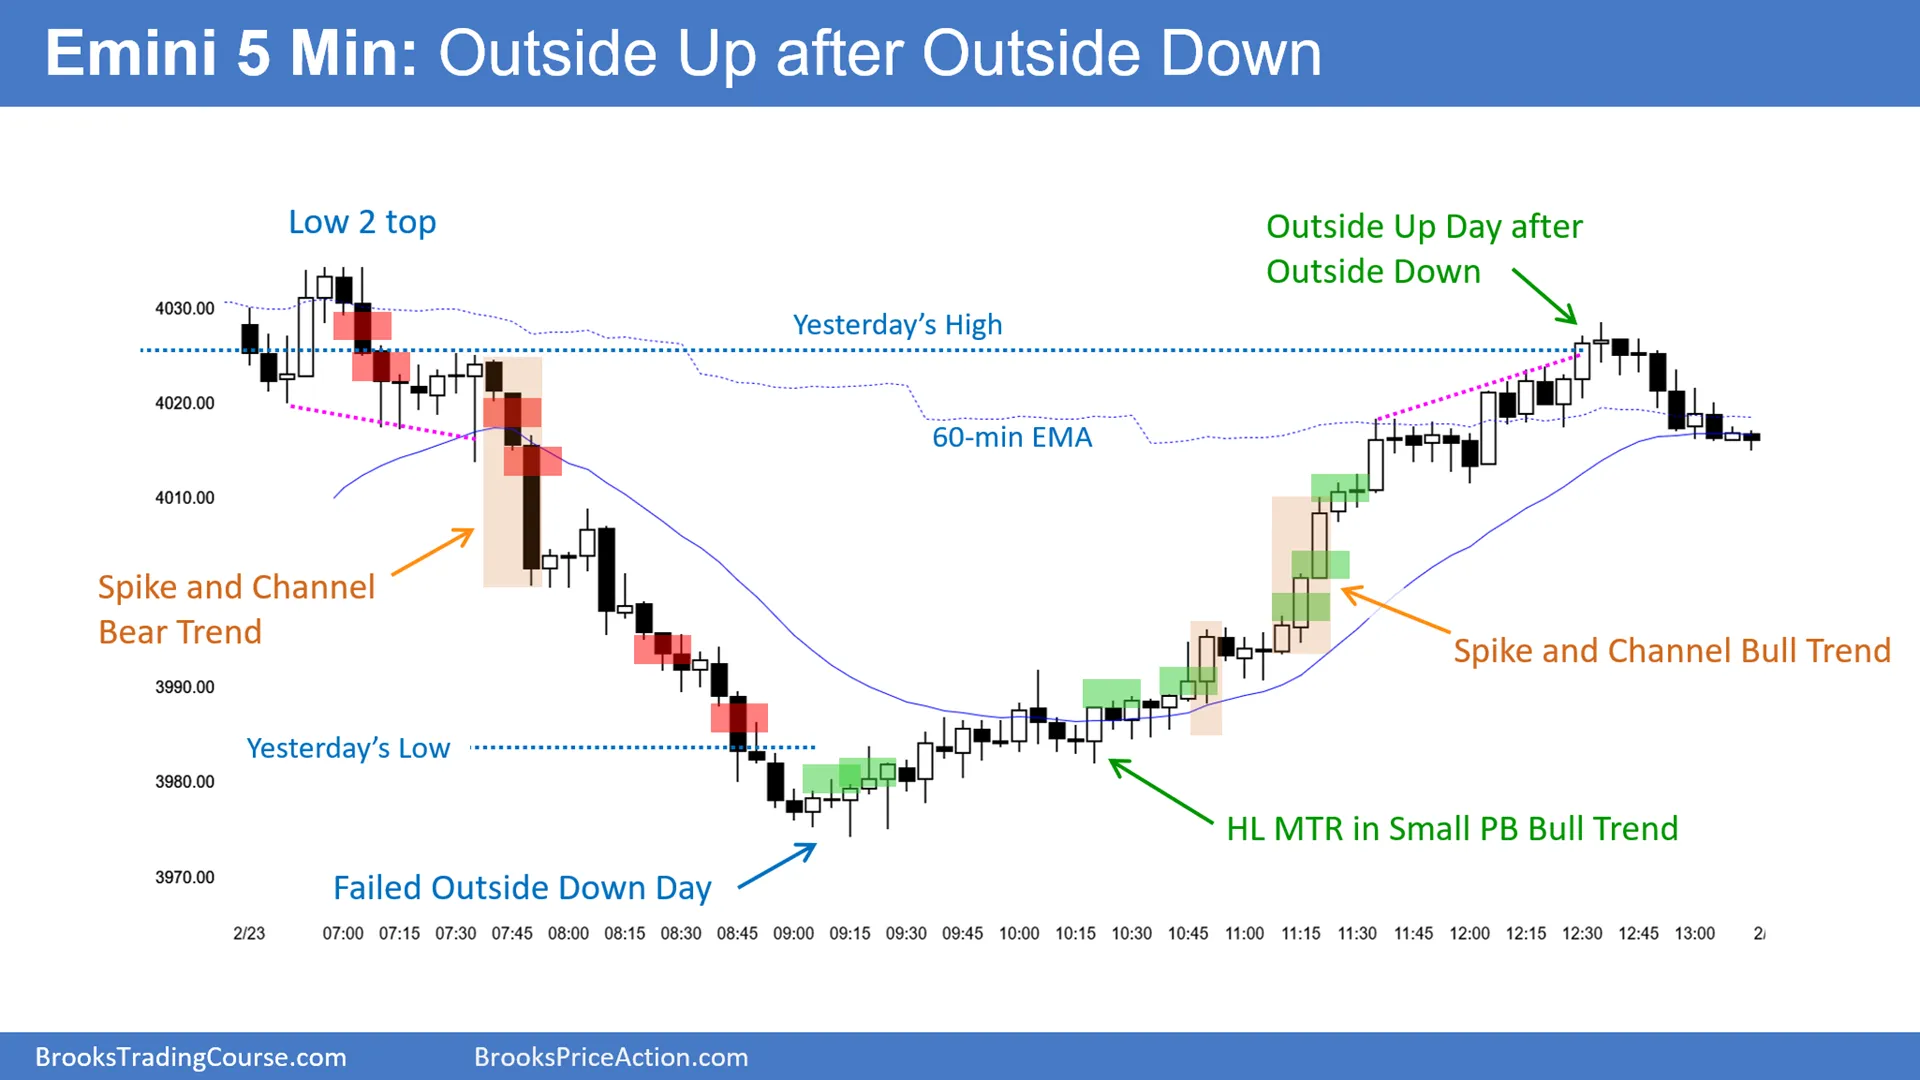 Emini 5 Min: Outside Up after Outside Down
Low 2 top
Outside Up Day after
Outside Down
Yesterday's High
60-min EMA
4030.00
4020.00
4010.00
3990.00
3980.00
3970.00
Spike and Channel
Bear Trend
Spike and Channel Bull Trend
Yesterday's Low
HL MTR in Small PB Bull Trend
Failed Outside Down Day
2/23 07:00 07:15 07:30 07:45 08:00 08:15 08:30 08:45 09:00 09:15 09:30 09:45 10:00 10:15 10:30 10:45 11:00 11:15 11:30 11:45 12:00 12:15 12:30 12:45 13:00 2/
BrooksTradingCourse.com BrooksPriceAction.com